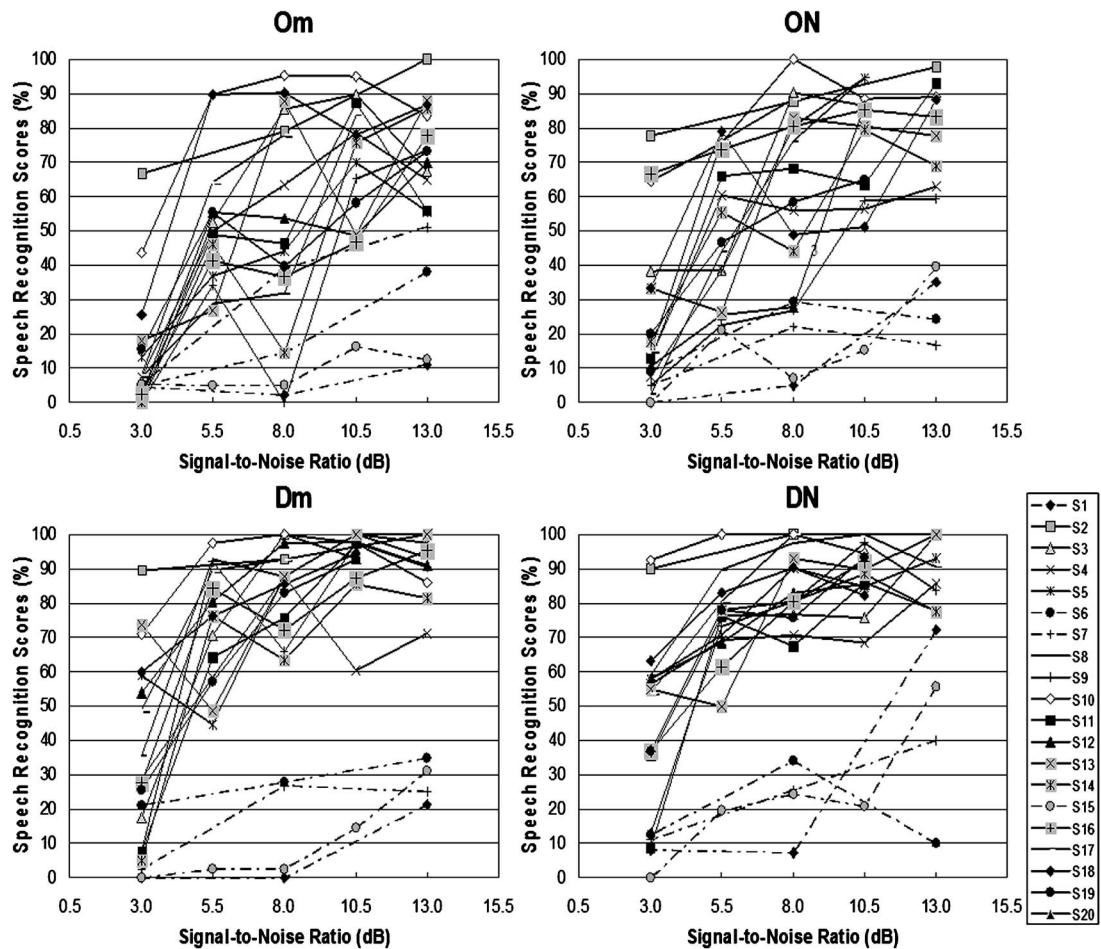 Om
Speech Recognition Scores (%)
100
90
80
70
60
50
40
30
20
10
0
0.5 3.0 5.5 8.0 10.5 13.0 15.5
Signal-to-Noise Ratio (dB)
ON
Speech Recognition Scores (%)
100
90
80
70
60
50
40
30
20
10
0
3
0.5 3.0 5.5 8.0 10.5 13.0 15.5
Signal-to-Noise Ratio (dB)
Dm
Speech Recognition Scores (%)
100
90
80
70
60
50
40
30
20
10
0
0.5 3.0 5.5 8.0 10.5 13.0 15.5
Signal-to-Noise Ratio (dB)
DN
Speech Recognition Scores (%)
100
90
80
70
60
50
40
30
20
10
0
0.5 3.0 5.5 8.0 10.5 13.0 15.5
Signal-to-Noise Ratio (dB)
S1
S2
S3
S4
S5
S6
S7
S8
S9
S10
S11
S12
S13
S14
S15
S16
S17
S18
S19
S20